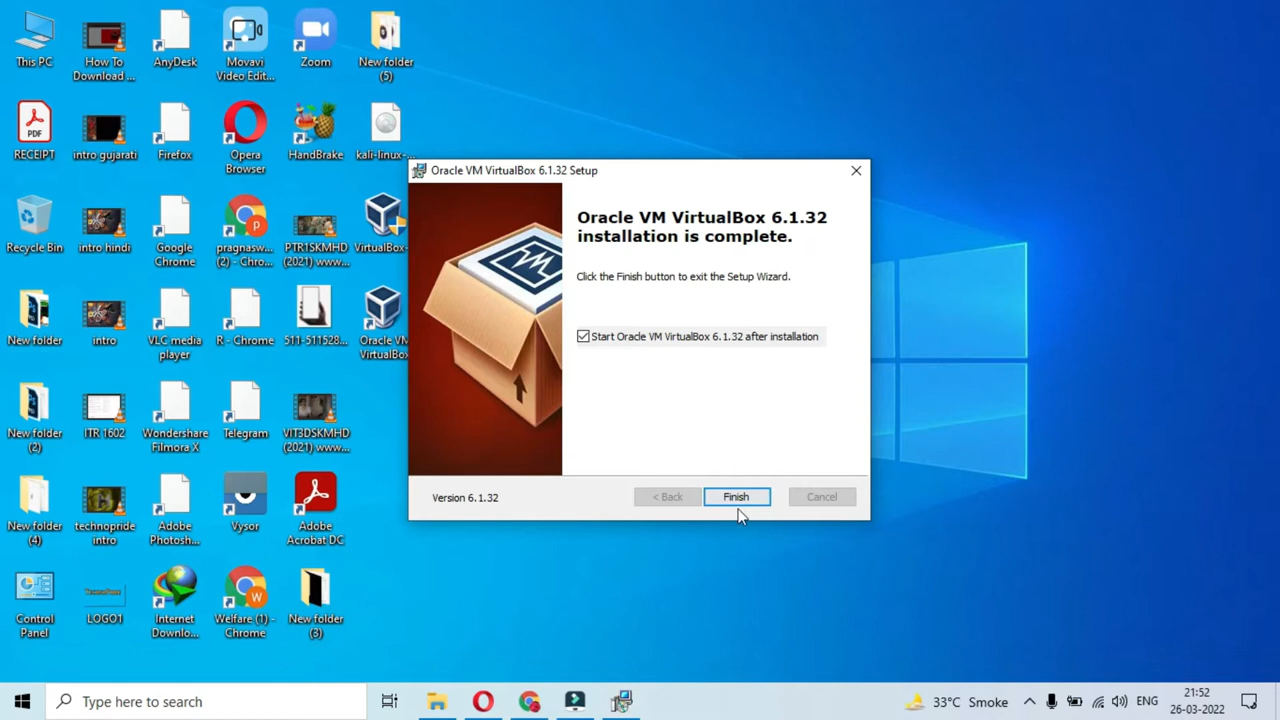 This PC
How To
Download ...
AnyDesk
Movavi
Video Edit...
Zoom
New folder
(5)
PDF
RECEIPT
intro gujarati
Firefox
Opera
Browser
HandBrake
kali-linux-...
Recycle Bin
intro hindi
Google
Chrome
p
pragnasw...
(2) - Chro...
PTR1SKMHD
(2021) www...
VirtualBox-
New folder
intro
VLC media
player
R - Chrome
511-511528...
Oracle VM
VirtualBox
New folder
(2)
ITR 1602
Wondershare
Filmora X
Telegram
VIT3DSKMHD
(2021) www...
New folder
(4)
technopride
intro
Adobe
Photosh...
Vysor
Adobe
Acrobat DC
Control
Panel
LOGO1
Internet
Downlo...
W
Welfare (1) -
Chrome
New folder
(3)
Oracle VM VirtualBox 6.1.32 Setup
Oracle VM VirtualBox 6.1.32
installation is complete.
Click the Finish button to exit the Setup Wizard.
Start Oracle VM VirtualBox 6.1.32 after installation
Version 6.1.32
< Back
Finish
Cancel
Type here to search
33°C Smoke
ENG
21:52
26-03-2022